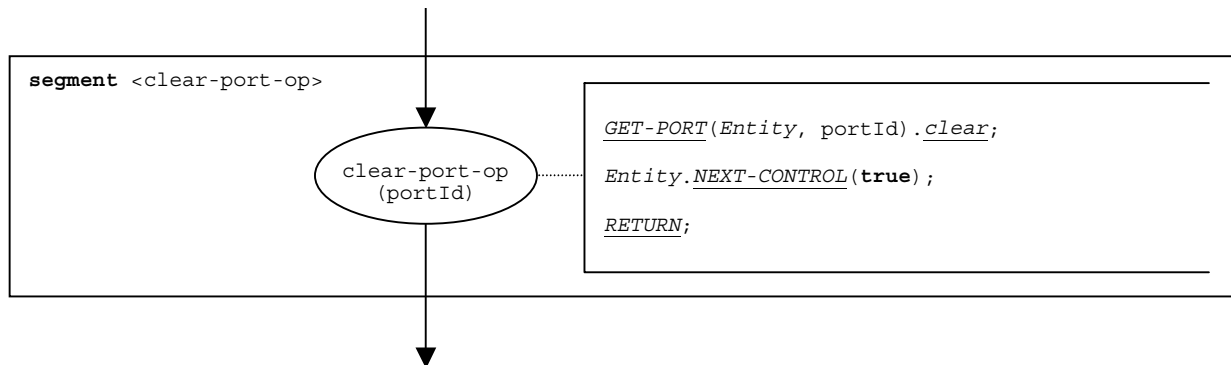 segment <clear-port-op>
clear-port-op
(portId)
GET-PORT(Entity, portId).clear;
Entity.NEXT-CONTROL(true);
RETURN;